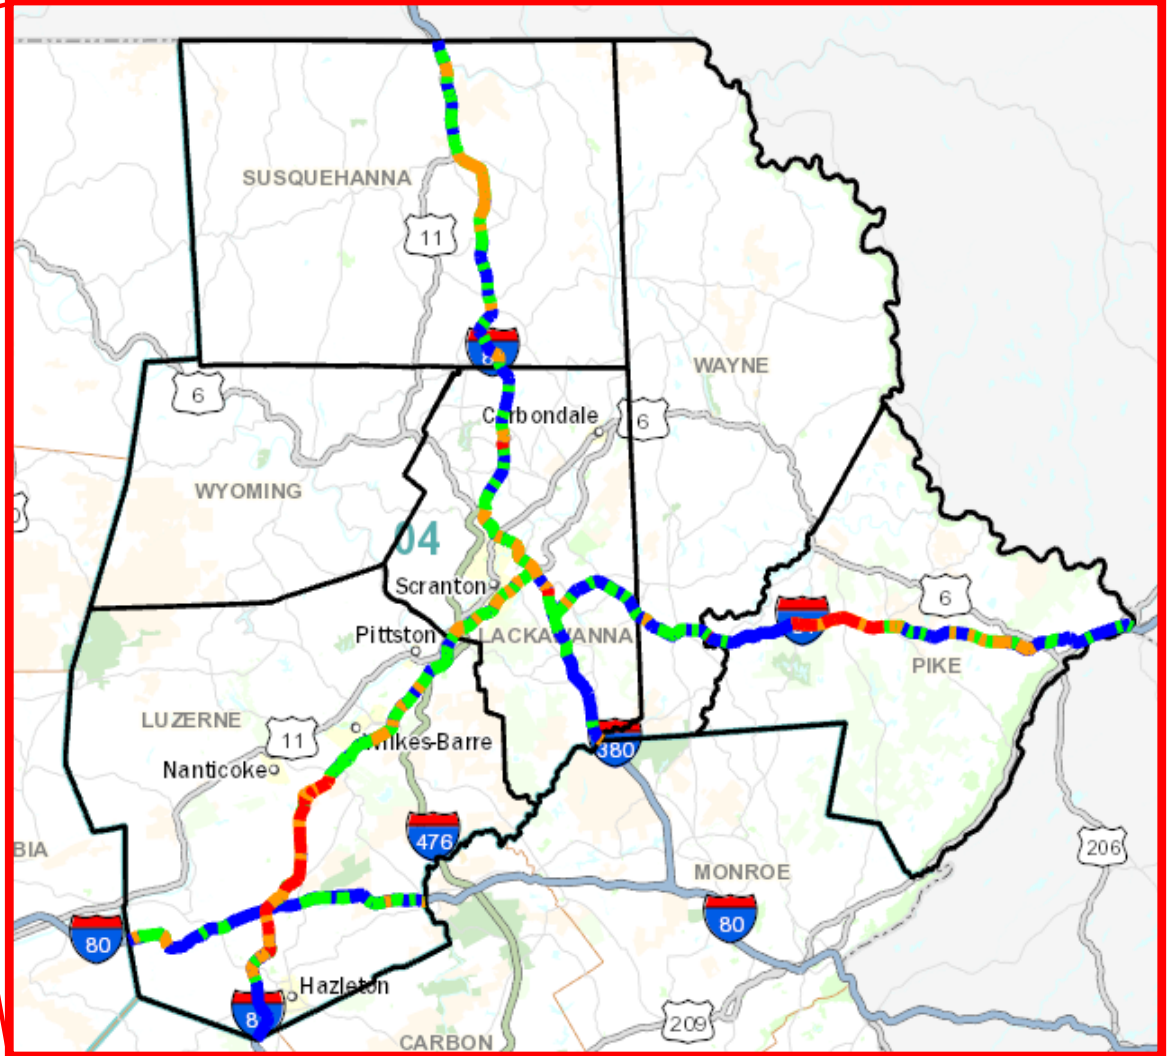 SUSQUEHANNA
11
8
WAYNE
6
Carbondale
6
WYOMING
04
Scranton
6
Pittston
LACKAWANNA
PIKE
LUZERNE
11
Wilkes-Barre
380
Nanticoke
476
BIA
206
MONROE
80
80
Hazleton
8
209
CARBON